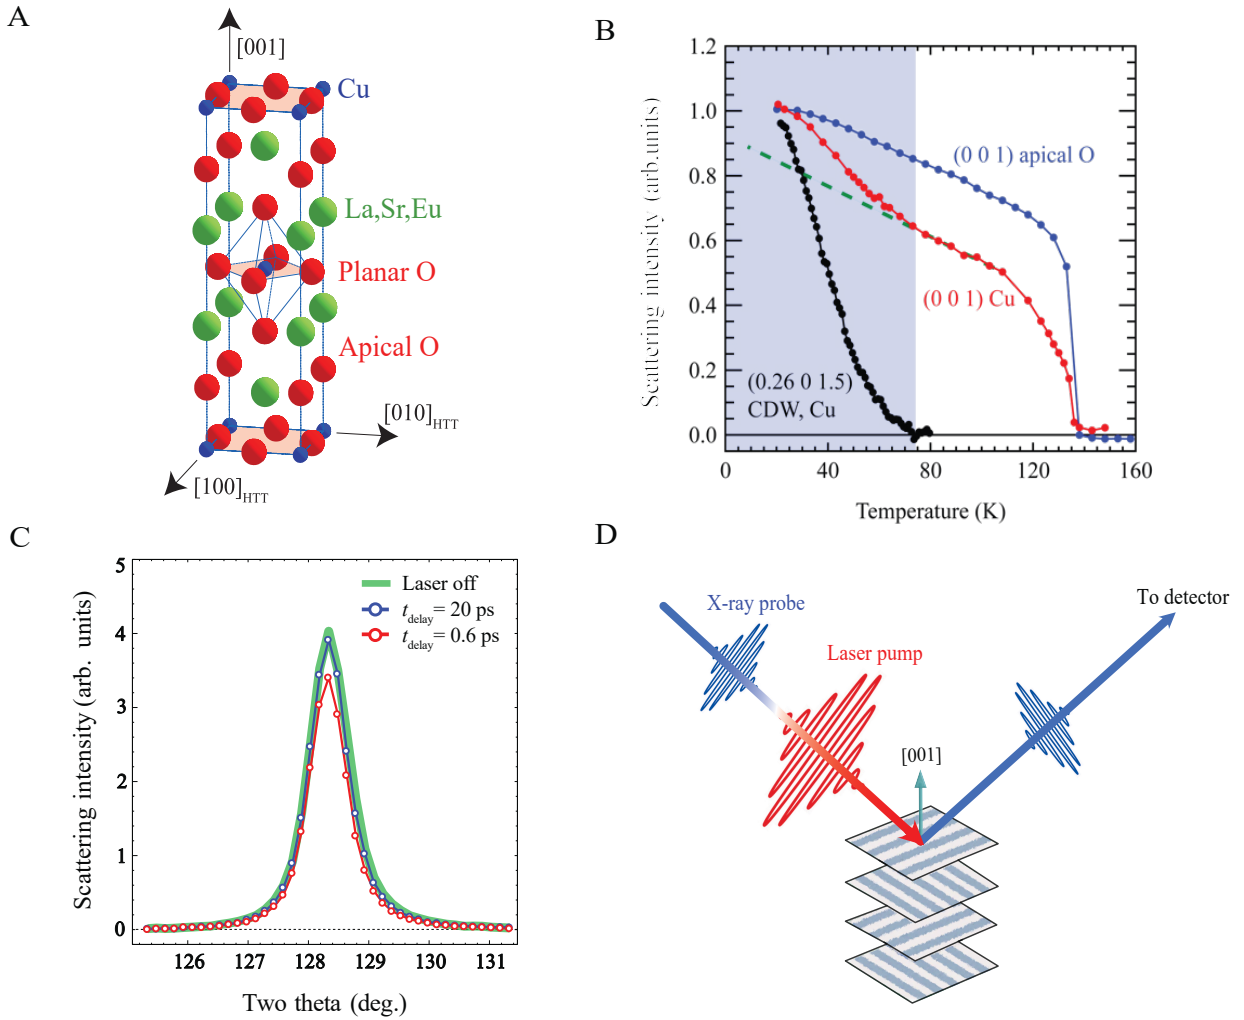 A
[001]
Cu
La,Sr,Eu
Planar O
Apical O
[010]HTT
[100]HTT
B
Scattering intensity (arb.units)
1.2
1.0
0.8
0.6
0.4
0.2
0.0
(0 0 1) apical O
(0 0 1) Cu
(0.26 0 1.5)
CDW, Cu
0 40 80 120 160
Temperature (K)
C
Scattering intensity (arb. units)
5
4
3
2
1
0
Laser off
tdelay= 20 ps
tdelay= 0.6 ps
126 127 128 129 130 131
Two theta (deg.)
D
X-ray probe
To detector
Laser pump
[001]